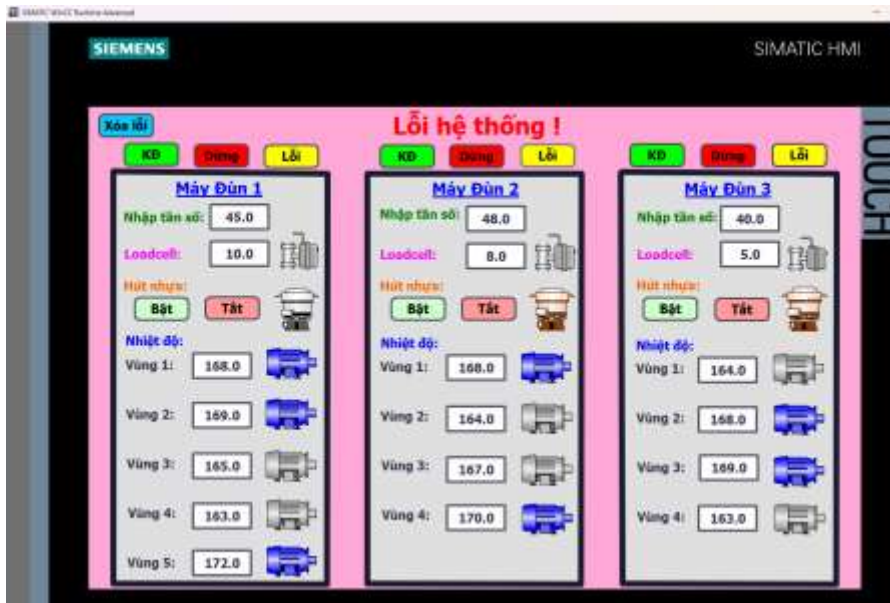 SIMATIC WinCC Runtime Advanced
SIEMENS
SIMATIC HMI
TOUCH
Xóa lỗi
Lỗi hệ thống !
KĐ Dừng Lỗi
KĐ Dừng Lỗi
KĐ Dừng Lỗi
Máy Đùn 1
Nhập tần số: 45.0
Loadcell: 10.0
Hút nhựa:
Bật Tắt
Nhiệt độ:
Vùng 1: 168.0
Vùng 2: 169.0
Vùng 3: 165.0
Vùng 4: 163.0
Vùng 5: 172.0
Máy Đùn 2
Nhập tần số: 48.0
Loadcell: 8.0
Hút nhựa:
Bật Tắt
Nhiệt độ:
Vùng 1: 168.0
Vùng 2: 164.0
Vùng 3: 167.0
Vùng 4: 170.0
Máy Đùn 3
Nhập tần số: 40.0
Loadcell: 5.0
Hút nhựa:
Bật Tắt
Nhiệt độ:
Vùng 1: 164.0
Vùng 2: 168.0
Vùng 3: 169.0
Vùng 4: 163.0